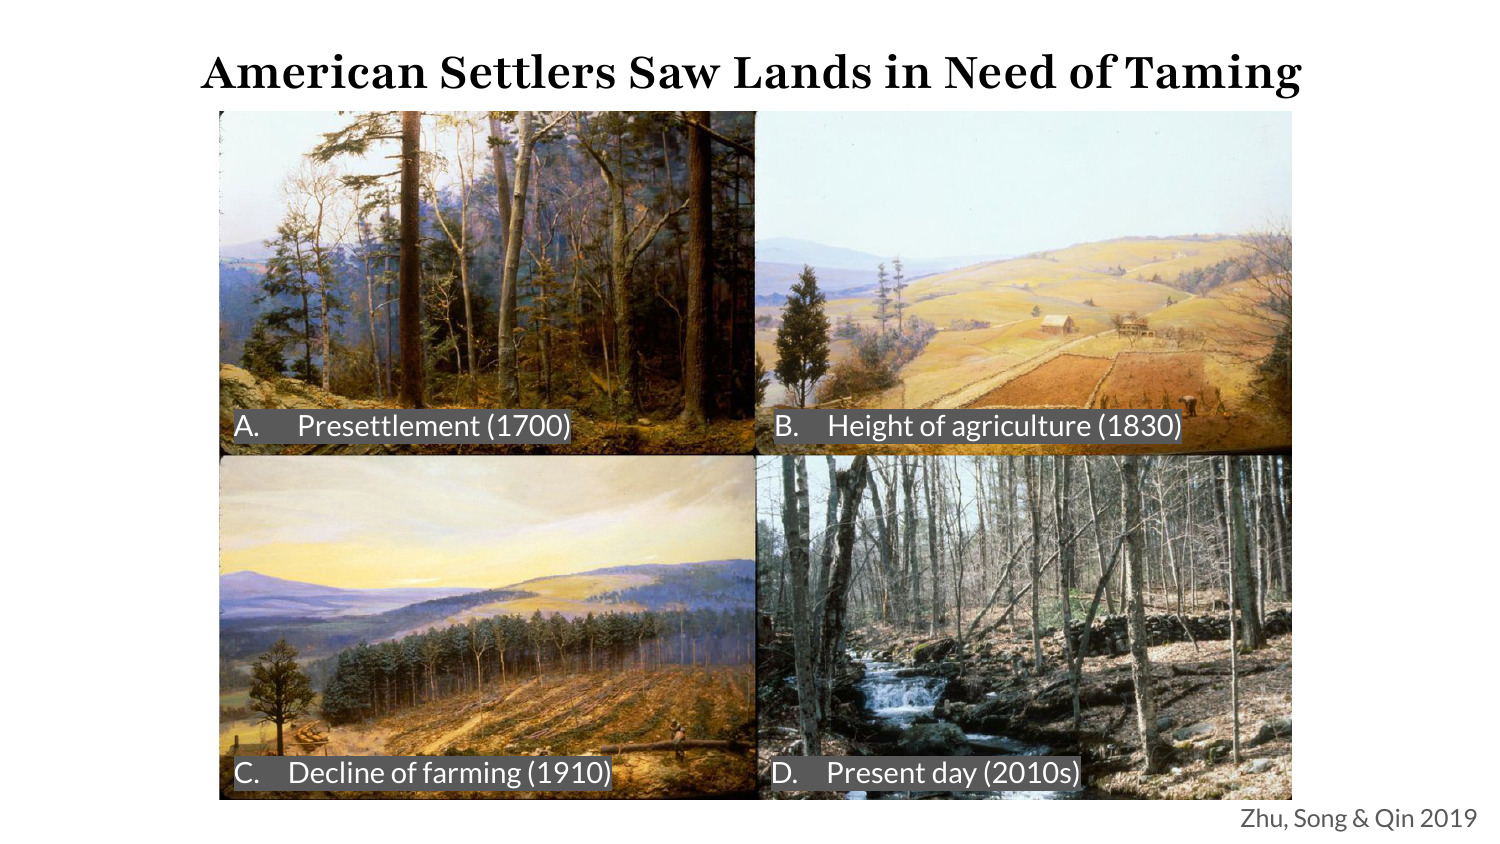 American Settlers Saw Lands in Need of Taming
A. Presettlement (1700)
B. Height of agriculture (1830)
C. Decline of farming (1910)
D. Present day (2010s)
Zhu, Song & Qin 2019